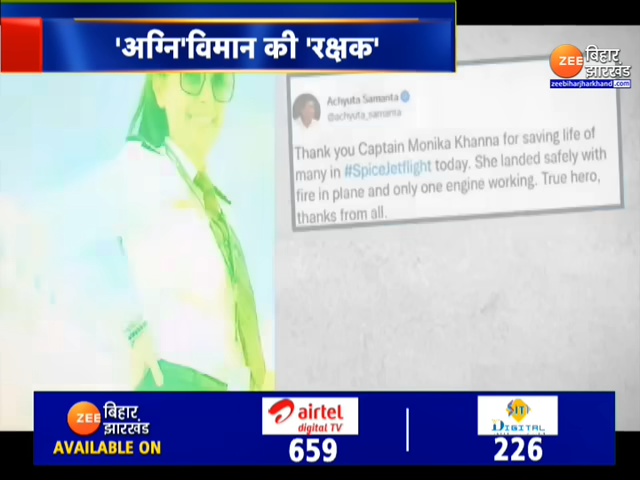 'अग्नि'विमान की 'रक्षक'
ZEE बिहार झारखंड
zeebiharjharkhand.com
Achyuta Samanta
@achyuta_samanta
Thank you Captain Monika Khanna for saving life of
many in #SpiceJetflight today. She landed safely with
fire in plane and only one engine working. True hero,
thanks from all.
ZEE बिहार झारखंड
AVAILABLE ON
airtel
digital TV
659
SITI
DIGITAL
226